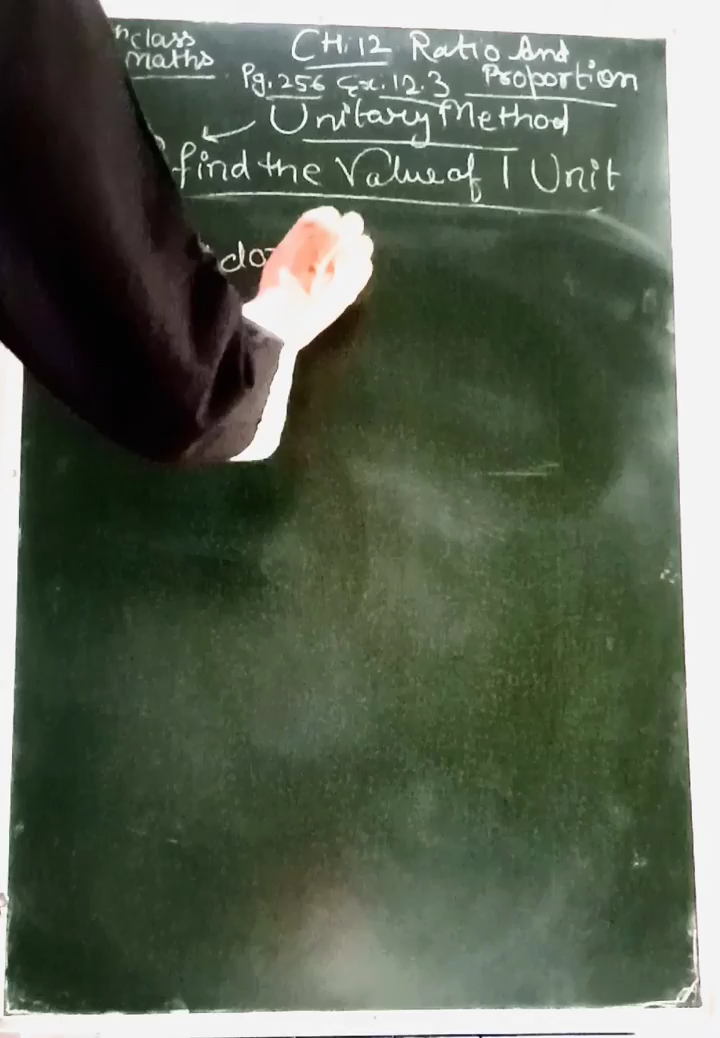 class CH:12 Ratio And
Maths Proportion
Pg.256 Ex.12.3
Unitary Method
find the Value of 1 Unit
do